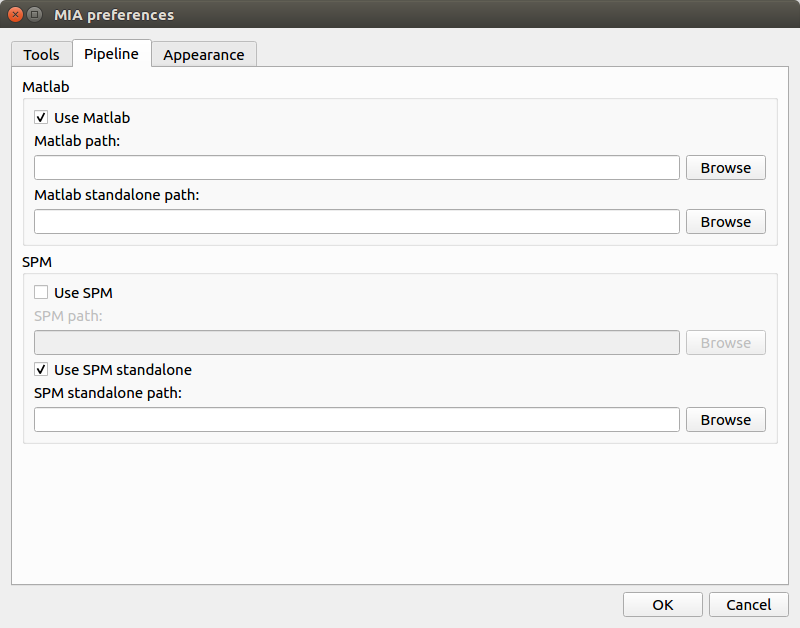 MIA preferences
Tools Pipeline Appearance
Matlab
Use Matlab
Matlab path:
Browse
Matlab standalone path:
Browse
SPM
Use SPM
SPM path:
Browse
Use SPM standalone
SPM standalone path:
Browse
OK Cancel